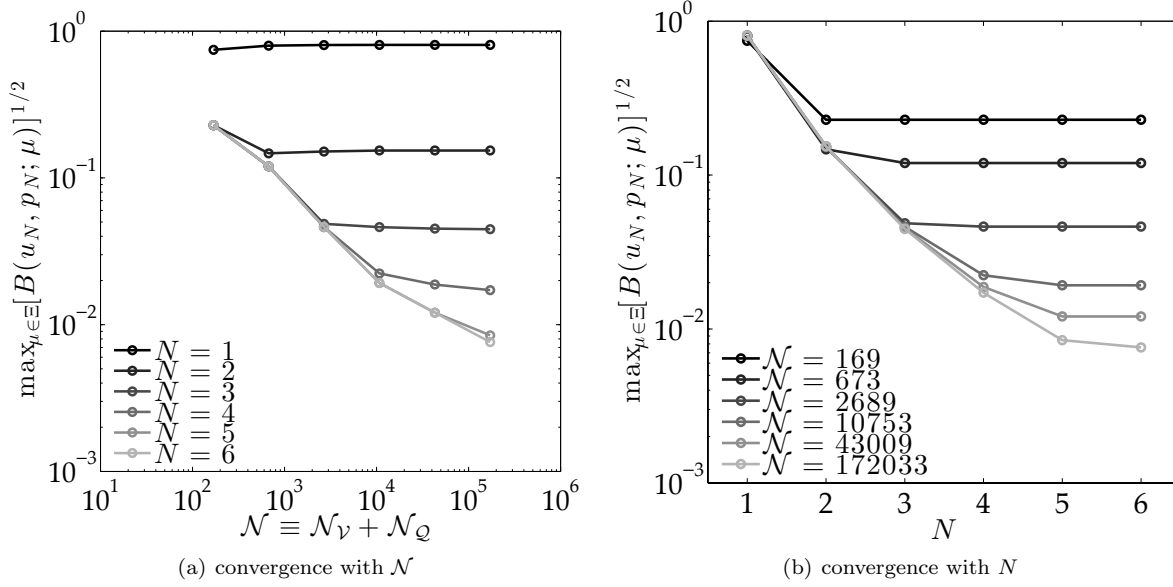 max_{μ∈Ξ}[B(u_N, p_N; μ)]^{1/2}
10^0
10^{-1}
10^{-2}
10^{-3}
N = 1
N = 2
N = 3
N = 4
N = 5
N = 6
10^1 10^2 10^3 10^4 10^5 10^6
𝒩 ≡ 𝒩_𝒱 + 𝒩_𝒬
(a) convergence with 𝒩
max_{μ∈Ξ}[B(u_N, p_N; μ)]^{1/2}
10^0
10^{-1}
10^{-2}
10^{-3}
𝒩 = 169
𝒩 = 673
𝒩 = 2689
𝒩 = 10753
𝒩 = 43009
𝒩 = 172033
1 2 3 4 5 6
N
(b) convergence with N